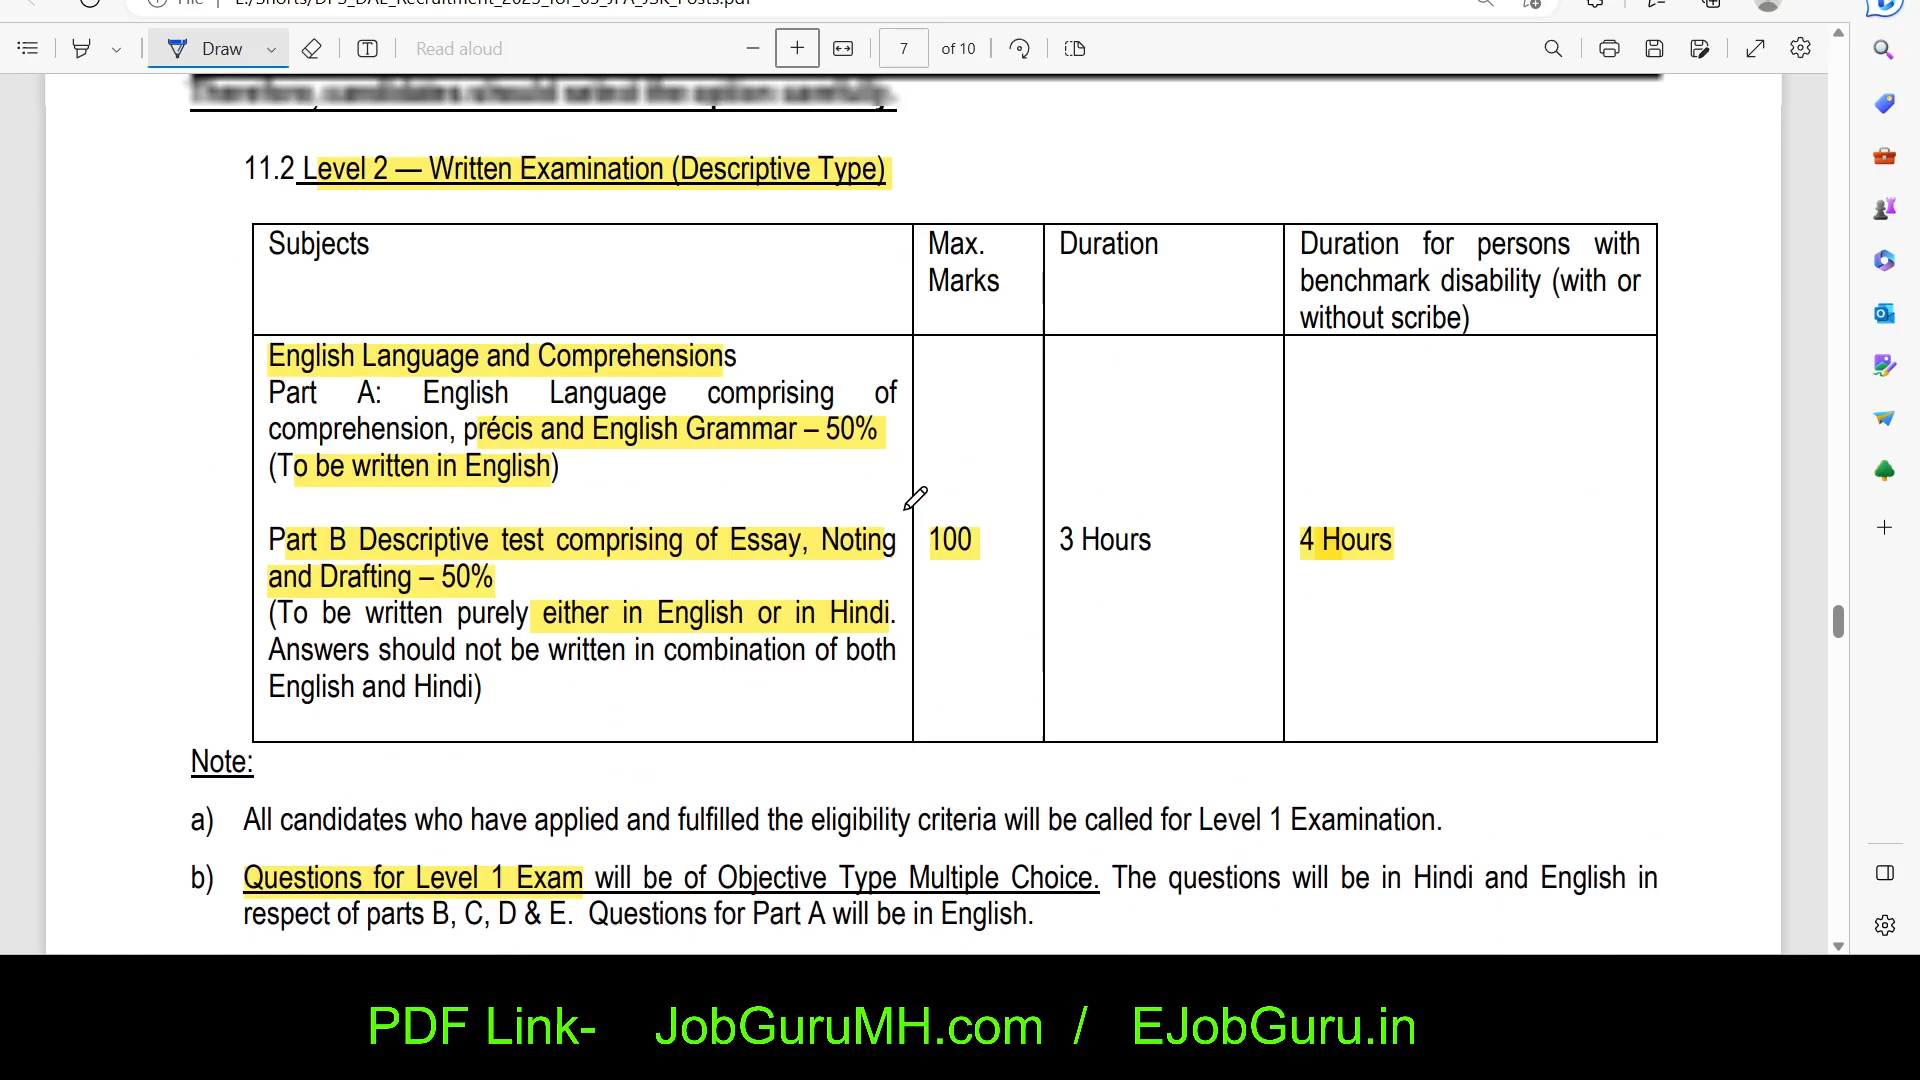 Draw
Read aloud
7 of 10
Therefore, candidates should select the option carefully.
11.2 Level 2 — Written Examination (Descriptive Type)
Subjects
Max. Marks
Duration
Duration for persons with
benchmark disability (with or
without scribe)
English Language and Comprehensions
Part A: English Language comprising of
comprehension, précis and English Grammar – 50%
(To be written in English)
Part B Descriptive test comprising of Essay, Noting
and Drafting – 50%
(To be written purely either in English or in Hindi.
Answers should not be written in combination of both
English and Hindi)
100
3 Hours
4 Hours
Note:
a) All candidates who have applied and fulfilled the eligibility criteria will be called for Level 1 Examination.
b) Questions for Level 1 Exam will be of Objective Type Multiple Choice. The questions will be in Hindi and English in
respect of parts B, C, D & E. Questions for Part A will be in English.
PDF Link- JobGuruMH.com / EJobGuru.in